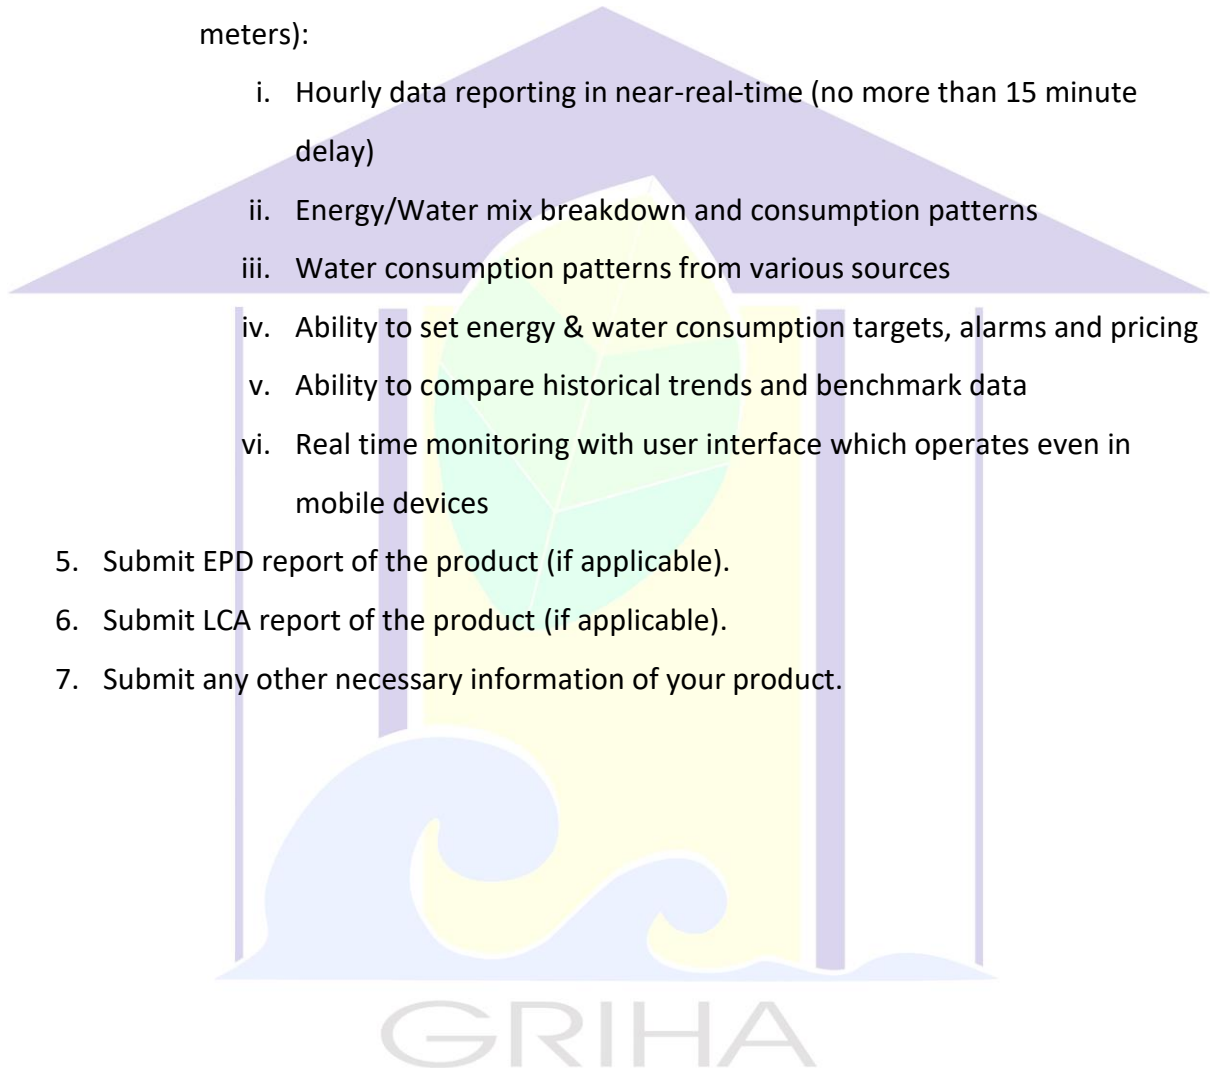 meters):
i. Hourly data reporting in near-real-time (no more than 15 minute
delay)
ii. Energy/Water mix breakdown and consumption patterns
iii. Water consumption patterns from various sources
iv. Ability to set energy & water consumption targets, alarms and pricing
v. Ability to compare historical trends and benchmark data
vi. Real time monitoring with user interface which operates even in
mobile devices
5. Submit EPD report of the product (if applicable).
6. Submit LCA report of the product (if applicable).
7. Submit any other necessary information of your product.
GRIHA